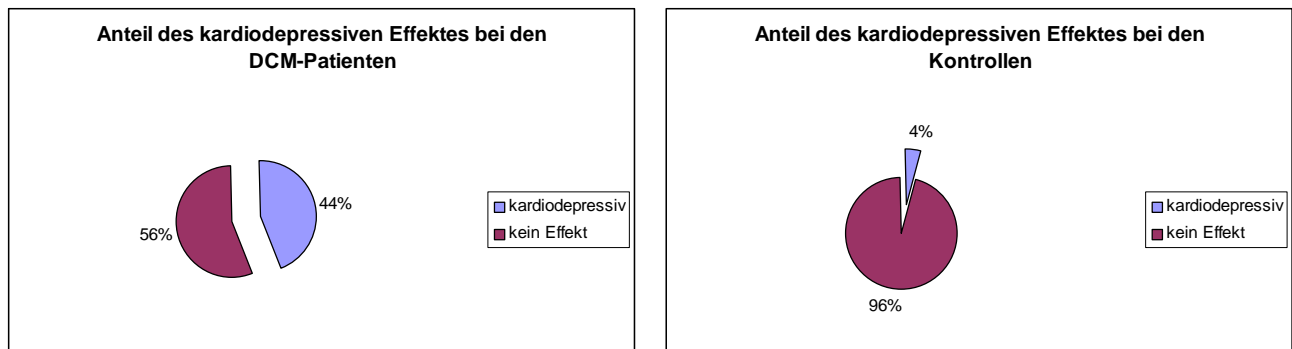 Anteil des kardiodepressiven Effektes bei den
DCM-Patienten
44%
56%
kardiodepressiv
kein Effekt
Anteil des kardiodepressiven Effektes bei den
Kontrollen
4%
96%
kardiodepressiv
kein Effekt